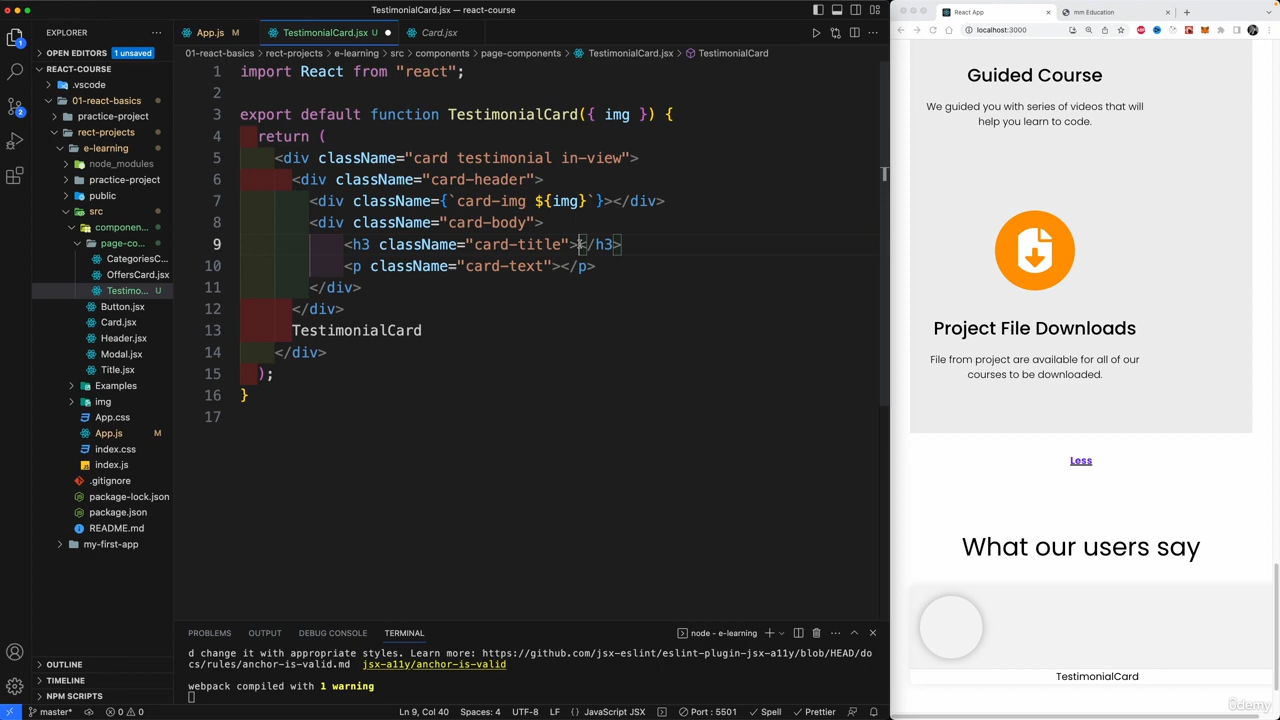 TestimonialCard.jsx — react-course
EXPLORER
OPEN EDITORS 1 unsaved
REACT-COURSE
.vscode
01-react-basics
practice-project
rect-projects
e-learning
node_modules
practice-project
public
src
componen...
page-co...
CategoriesC...
OffersCard.jsx
Testimo... U
Button.jsx
Card.jsx
Header.jsx
Modal.jsx
Title.jsx
Examples
img
App.css
App.js M
index.css
index.js
.gitignore
package-lock.json
package.json
README.md
my-first-app
OUTLINE
TIMELINE
NPM SCRIPTS
App.js M
TestimonialCard.jsx U
Card.jsx
01-react-basics > rect-projects > e-learning > src > components > page-components > TestimonialCard.jsx > TestimonialCard
1 import React from "react";
2
3 export default function TestimonialCard({ img }) {
4 return (
5 <div className="card testimonial in-view">
6 <div className="card-header">
7 <div className={`card-img ${img}`}></div>
8 <div className="card-body">
9 <h3 className="card-title"></h3>
10 <p className="card-text"></p>
11 </div>
12 </div>
13 TestimonialCard
14 </div>
15 );
16 }
17
PROBLEMS OUTPUT DEBUG CONSOLE TERMINAL
node - e-learning
d change it with appropriate styles. Learn more: https://github.com/jsx-eslint/eslint-plugin-jsx-a11y/blob/HEAD/do
cs/rules/anchor-is-valid.md jsx-a11y/anchor-is-valid
webpack compiled with 1 warning
master* 0 0 Ln 9, Col 40 Spaces: 4 UTF-8 LF {} JavaScript JSX Port : 5501 Spell Prettier
React App
mm Education
localhost:3000
Guided Course
We guided you with series of videos that will
help you learn to code.
Project File Downloads
File from project are available for all of our
courses to be downloaded.
Less
What our users say
TestimonialCard
ûdemy